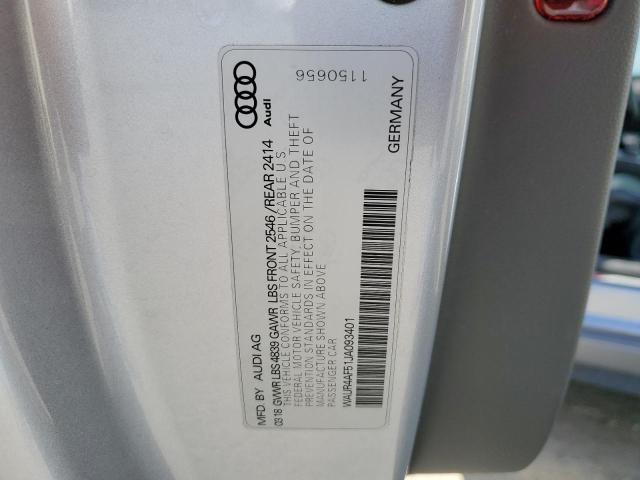 Audi
1150656
MFD. BY AUDI AG
03 18 GVWR LBS 4839 GAWR LBS FRONT 2546 / REAR 2414
THIS VEHICLE CONFORMS TO ALL APPLICABLE U S
FEDERAL MOTOR VEHICLE SAFETY, BUMPER AND THEFT
PREVENTION STANDARDS IN EFFECT ON THE DATE OF
MANUFACTURE SHOWN ABOVE
PASSENGER CAR
WAUR4AF51JA093401
GERMANY